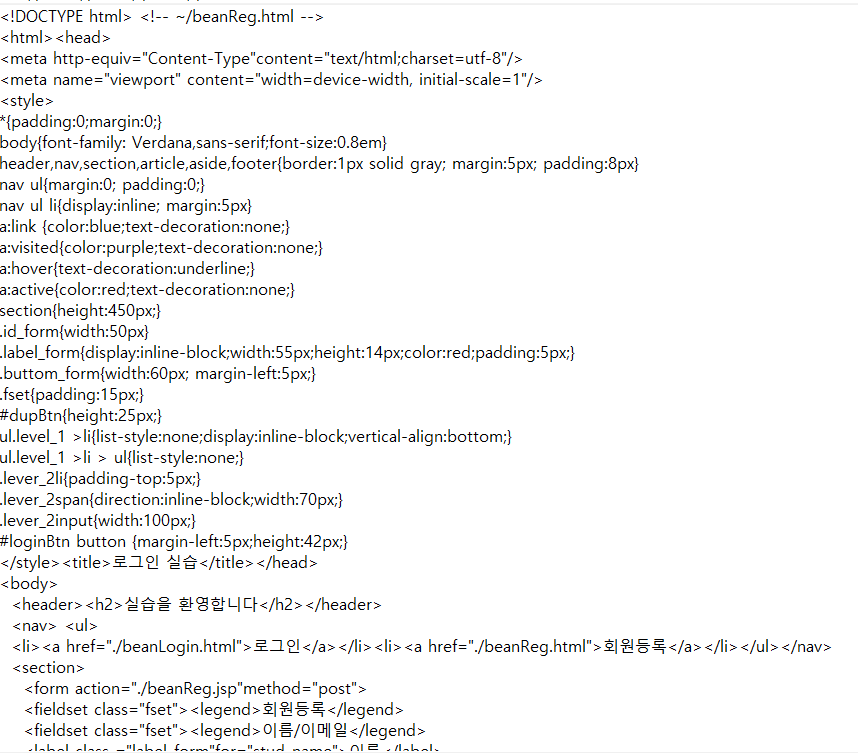 <!DOCTYPE html> <!-- ~/beanReg.html -->
<html><head>
<meta http-equiv="Content-Type"content="text/html;charset=utf-8"/>
<meta name="viewport" content="width=device-width, initial-scale=1"/>
<style>
*{padding:0;margin:0;}
body{font-family: Verdana,sans-serif;font-size:0.8em}
header,nav,section,article,aside,footer{border:1px solid gray; margin:5px; padding:8px}
nav ul{margin:0; padding:0;}
nav ul li{display:inline; margin:5px}
a:link {color:blue;text-decoration:none;}
a:visited{color:purple;text-decoration:none;}
a:hover{text-decoration:underline;}
a:active{color:red;text-decoration:none;}
section{height:450px;}
.id_form{width:50px}
.label_form{display:inline-block;width:55px;height:14px;color:red;padding:5px;}
.buttom_form{width:60px; margin-left:5px;}
.fset{padding:15px;}
#dupBtn{height:25px;}
ul.level_1 >li{list-style:none;display:inline-block;vertical-align:bottom;}
ul.level_1 >li > ul{list-style:none;}
.lever_2li{padding-top:5px;}
.lever_2span{direction:inline-block;width:70px;}
.lever_2input{width:100px;}
#loginBtn button {margin-left:5px;height:42px;}
</style><title>로그인 실습</title></head>
<body>
<header><h2>실습을 환영합니다</h2></header>
<nav> <ul>
<li><a href="./beanLogin.html">로그인</a></li><li><a href="./beanReg.html">회원등록</a></li></ul></nav>
<section>
<form action="./beanReg.jsp"method="post">
<fieldset class="fset"><legend>회원등록</legend>
<fieldset class="fset"><legend>이름/이메일</legend>
<label class ="label_form"for="stud_name">이름</label>